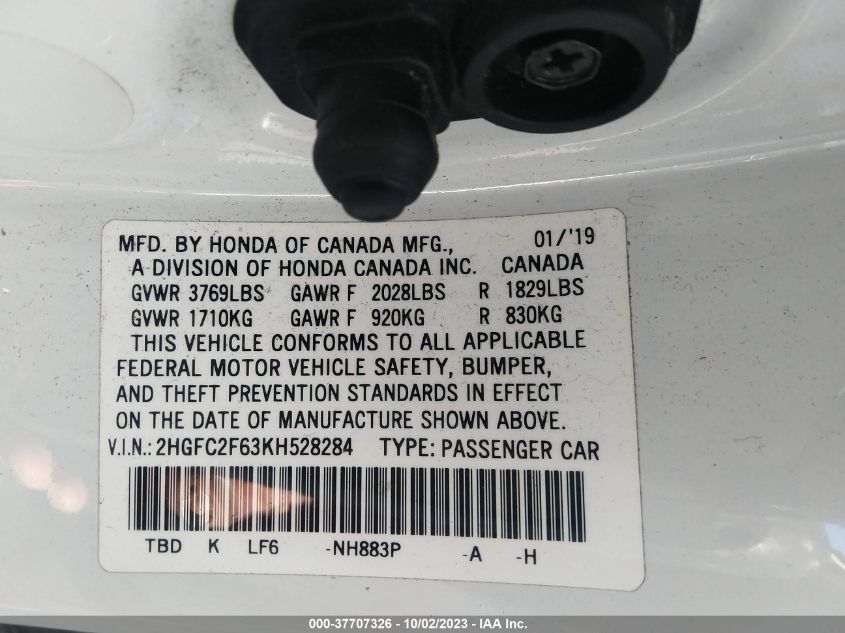 MFD. BY HONDA OF CANADA MFG., 01/'19
A DIVISION OF HONDA CANADA INC. CANADA
GVWR 3769LBS GAWR F 2028LBS R 1829LBS
GVWR 1710KG GAWR F 920KG R 830KG
THIS VEHICLE CONFORMS TO ALL APPLICABLE
FEDERAL MOTOR VEHICLE SAFETY, BUMPER,
AND THEFT PREVENTION STANDARDS IN EFFECT
ON THE DATE OF MANUFACTURE SHOWN ABOVE.
V.I.N.: 2HGFC2F63KH528284 TYPE: PASSENGER CAR
TBD K LF6 -NH883P -A -H
000-37707326 | 10/02/2023 - IAA Inc.